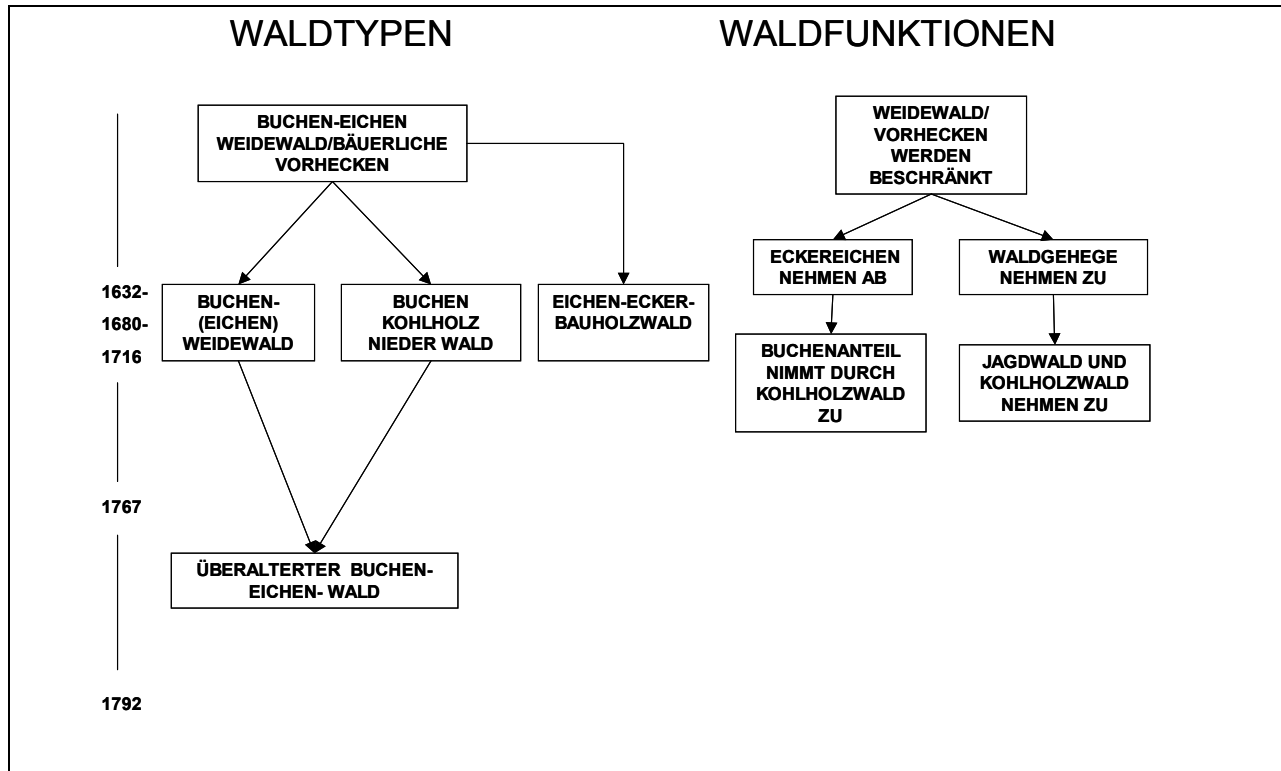 WALDTYPEN
WALDFUNKTIONEN
BUCHEN-EICHEN
WEIDEWALD/BÄUERLICHE
VORHECKEN
WEIDEWALD/
VORHECKEN
WERDEN
BESCHRÄNKT
ECKEREICHEN
NEHMEN AB
WALDGEHEGE
NEHMEN ZU
1632-
1680-
1716
BUCHEN-
(EICHEN)
WEIDEWALD
BUCHEN
KOHLHOLZ
NIEDER WALD
EICHEN-ECKER-
BAUHOLZWALD
BUCHENANTEIL
NIMMT DURCH
KOHLHOLZWALD
ZU
JAGDWALD UND
KOHLHOLZWALD
NEHMEN ZU
1767
ÜBERALTERTER BUCHEN-
EICHEN- WALD
1792